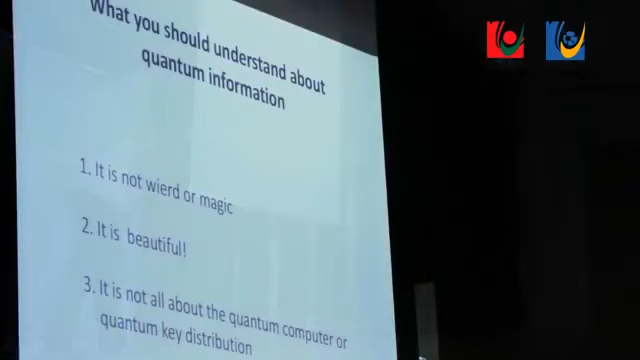 What you should understand about
quantum information
1. It is not wierd or magic
2. It is beautiful!
3. It is not all about the quantum computer or
quantum key distribution